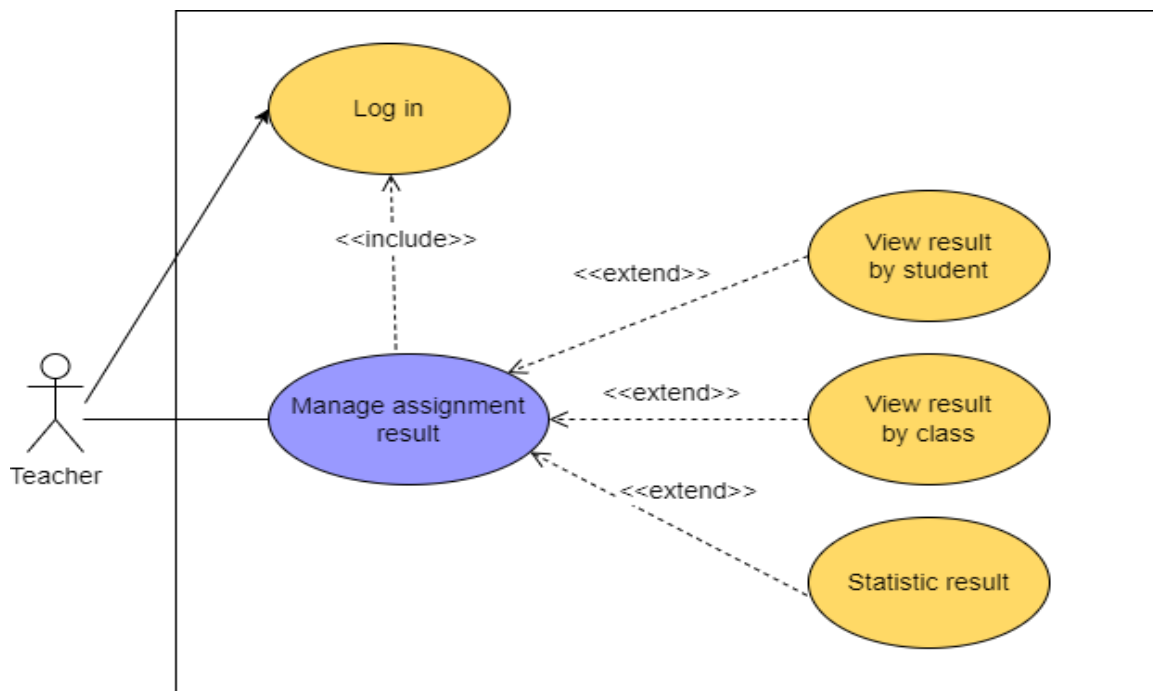 Log in
<<include>>
View result
by student
<<extend>>
Manage assignment
result
<<extend>>
View result
by class
Teacher
<<extend>>
Statistic result